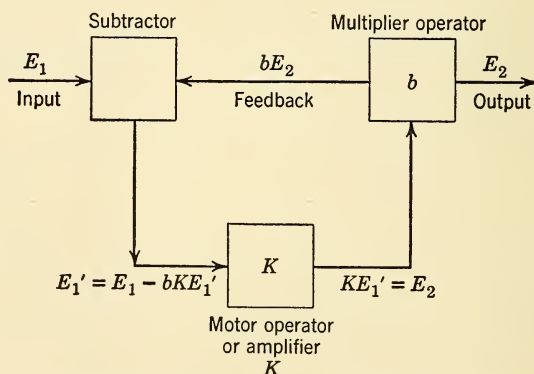 Subtractor
Multiplier operator
E₁
Input
bE₂
Feedback
b
E₂
Output
E₁' = E₁ – bKE₁'
K
KE₁' = E₂
Motor operator
or amplifier
K